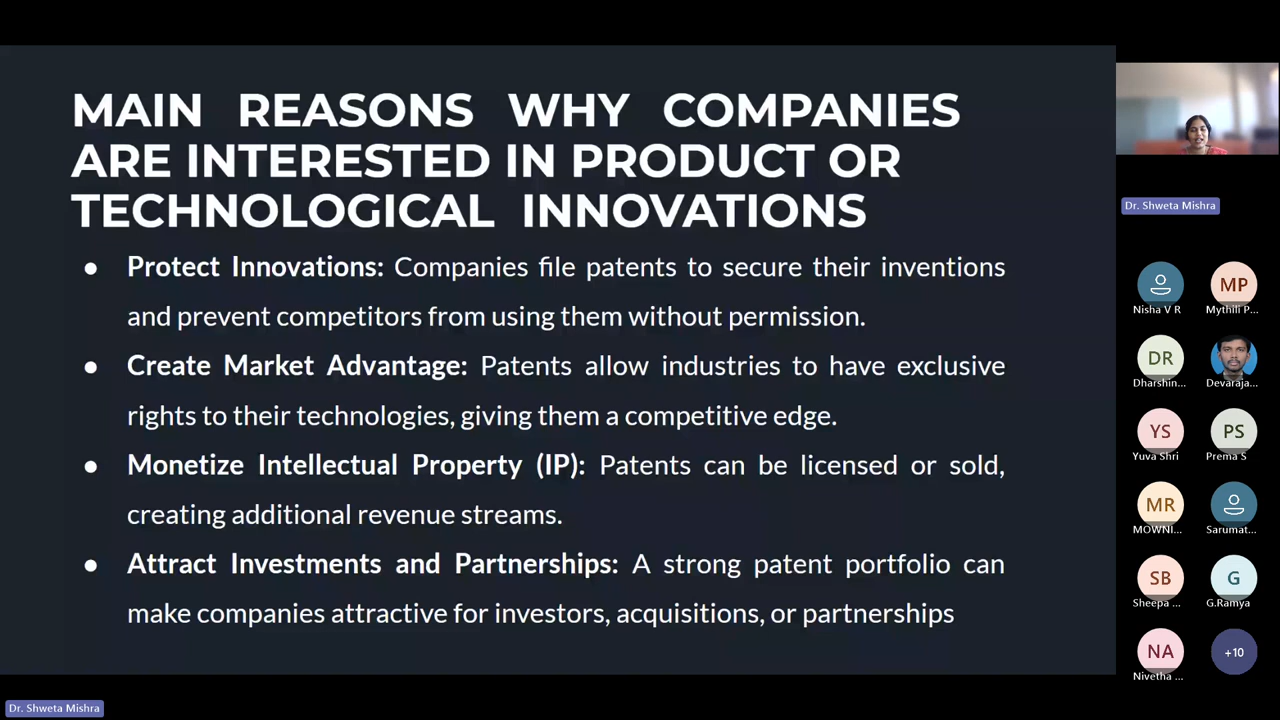 MAIN REASONS WHY COMPANIES
ARE INTERESTED IN PRODUCT OR
TECHNOLOGICAL INNOVATIONS
● Protect Innovations: Companies file patents to secure their inventions
and prevent competitors from using them without permission.
● Create Market Advantage: Patents allow industries to have exclusive
rights to their technologies, giving them a competitive edge.
● Monetize Intellectual Property (IP): Patents can be licensed or sold,
creating additional revenue streams.
● Attract Investments and Partnerships: A strong patent portfolio can
make companies attractive for investors, acquisitions, or partnerships
Dr. Shweta Mishra
Nisha V R
MP
Mythili P...
DR
Dharshin...
Devaraja...
YS
Yuva Shri
PS
Prema S
MR
MOWNI...
Sarumat...
SB
Sheepa ...
G
G.Ramya
NA
Nivetha ...
+10
Dr. Shweta Mishra